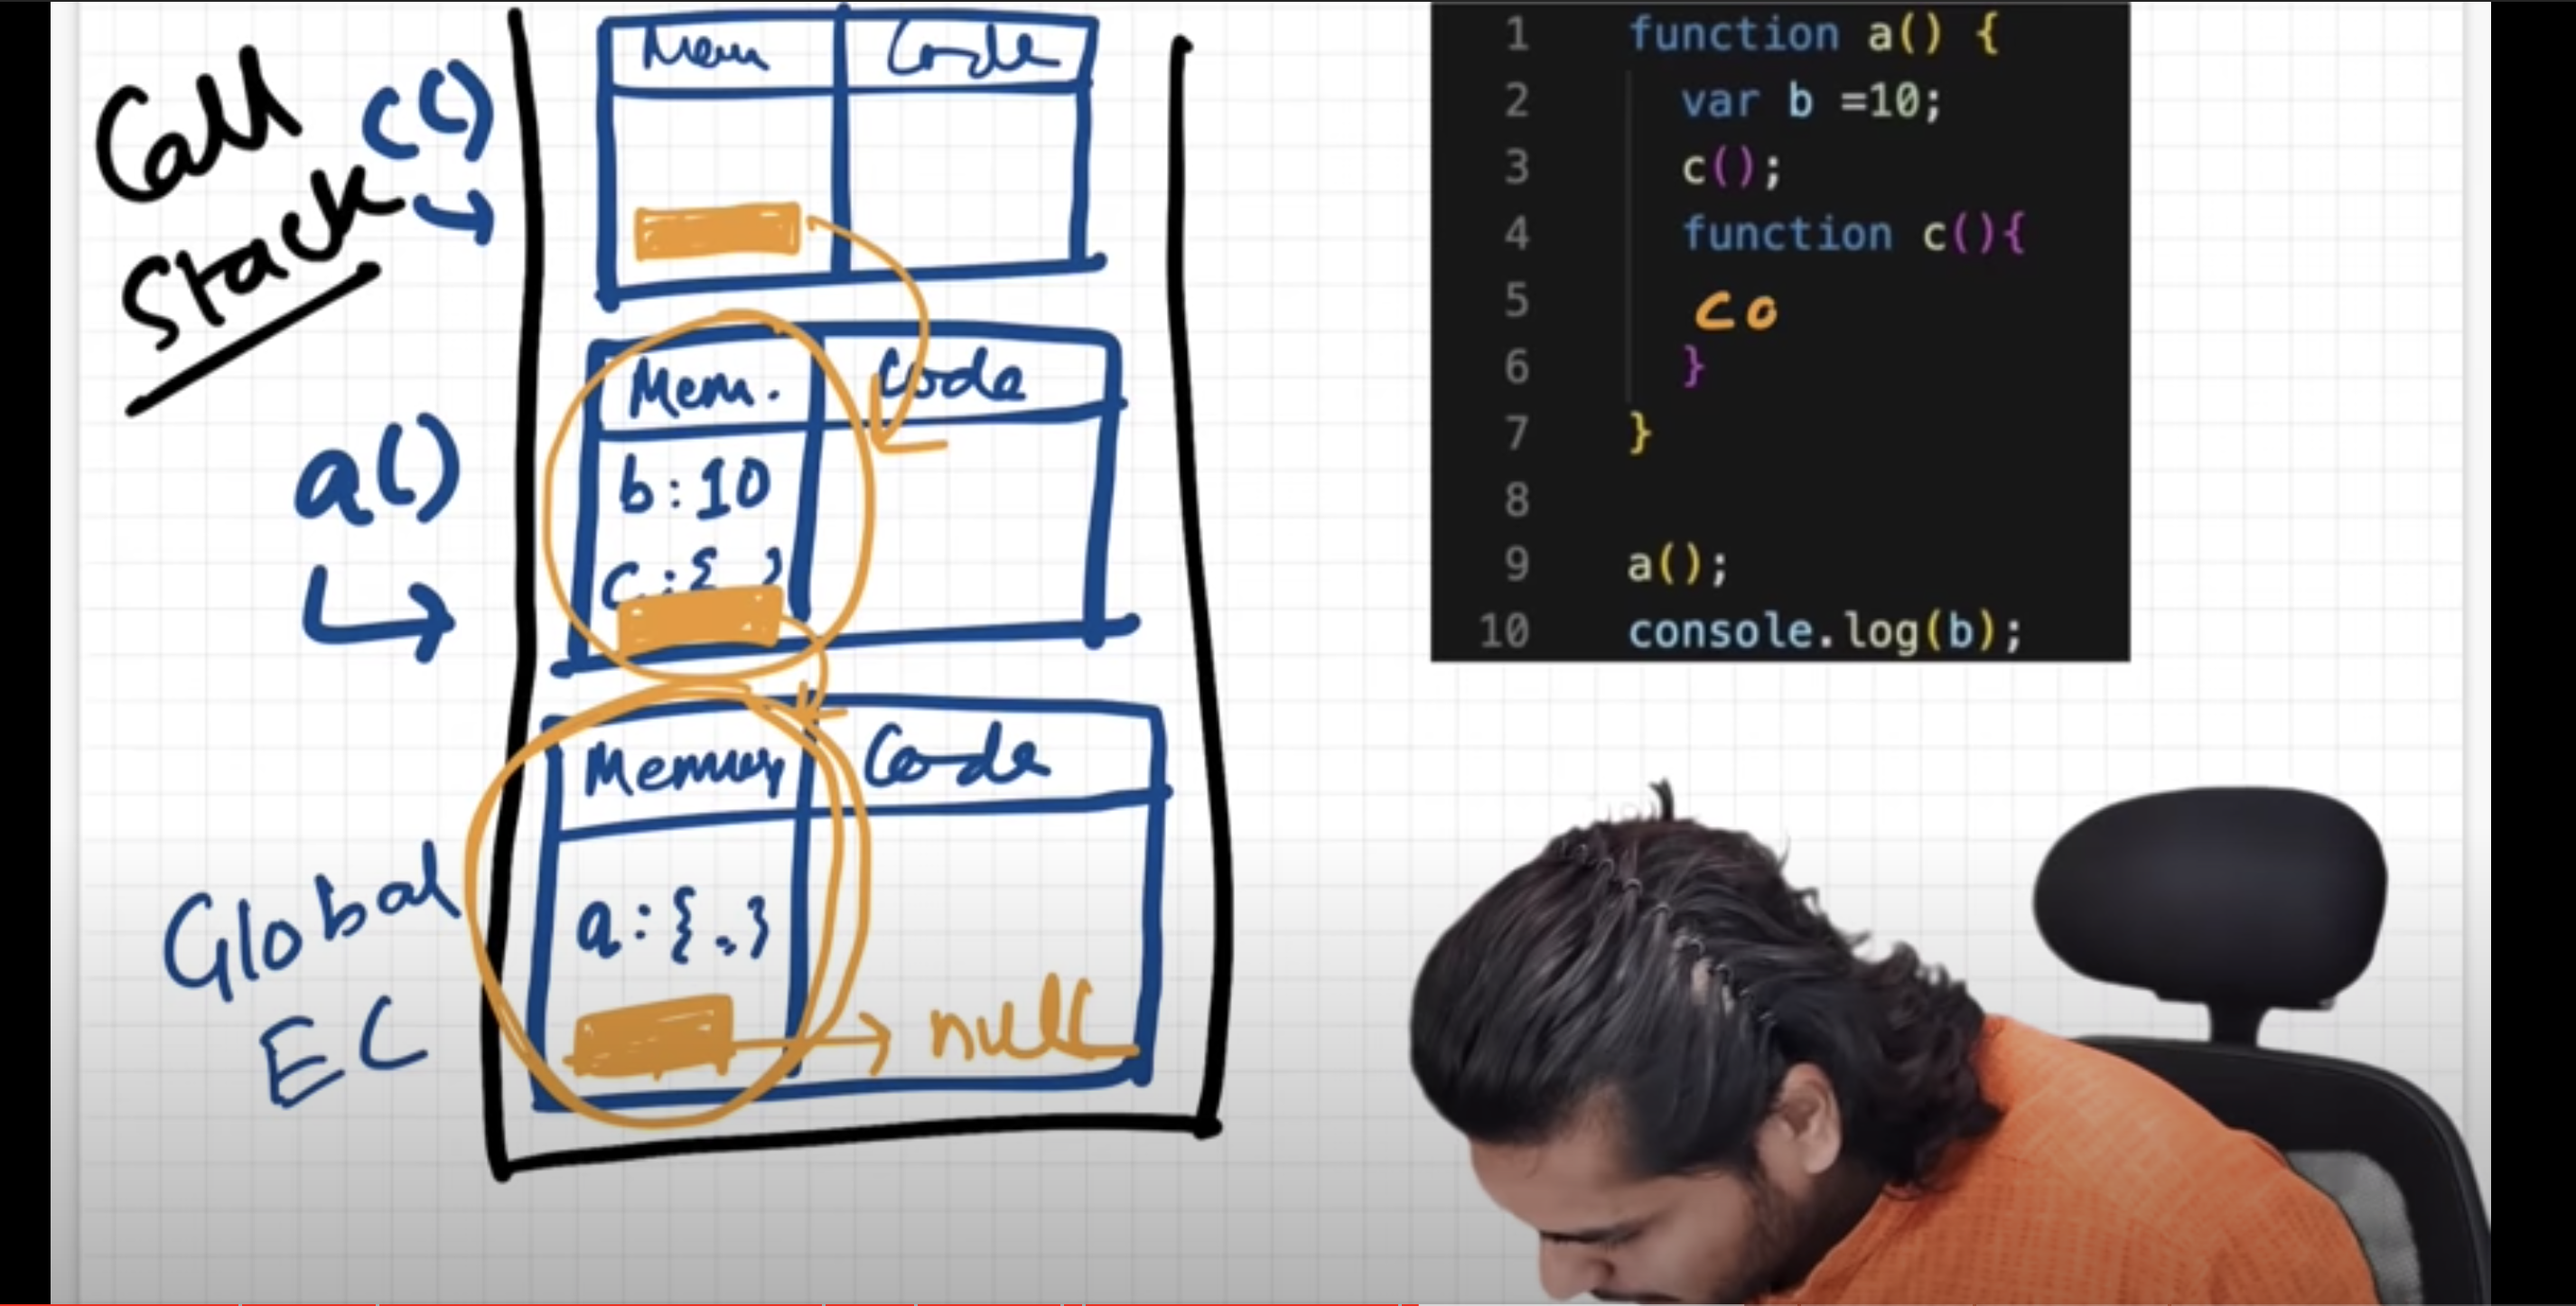 Call
Stack
c()
Mem Code
a()
Mem. Code
b:10
c:{ }
Global
EC
Memory Code
a:{..}
null
1 function a() {
2 var b =10;
3 c();
4 function c(){
5 co
6 }
7 }
8
9 a();
10 console.log(b);